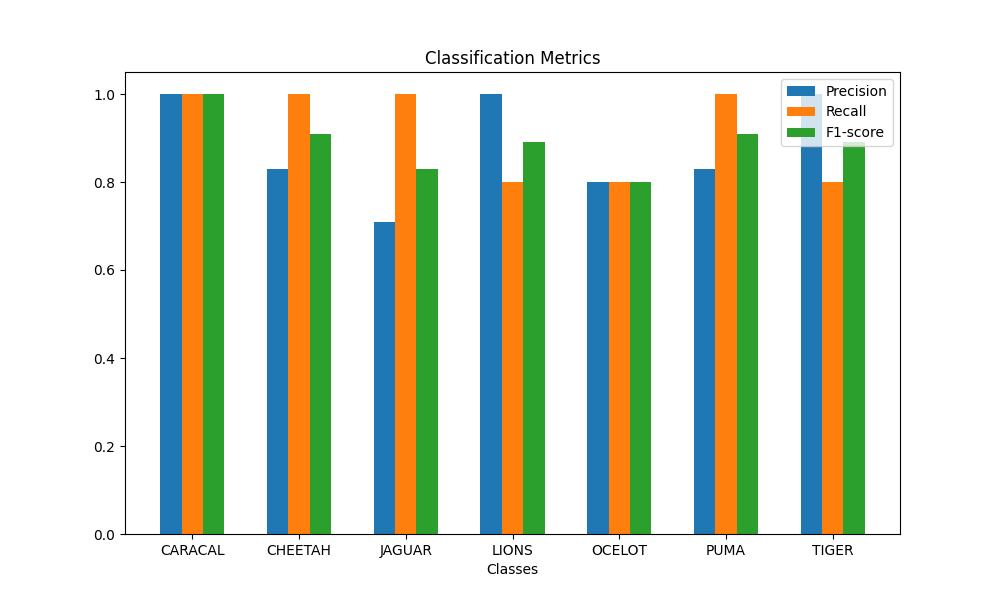 Classification Metrics
Precision
Recall
F1-score
1.0
0.8
0.6
0.4
0.2
0.0
CARACAL CHEETAH JAGUAR LIONS OCELOT PUMA TIGER
Classes